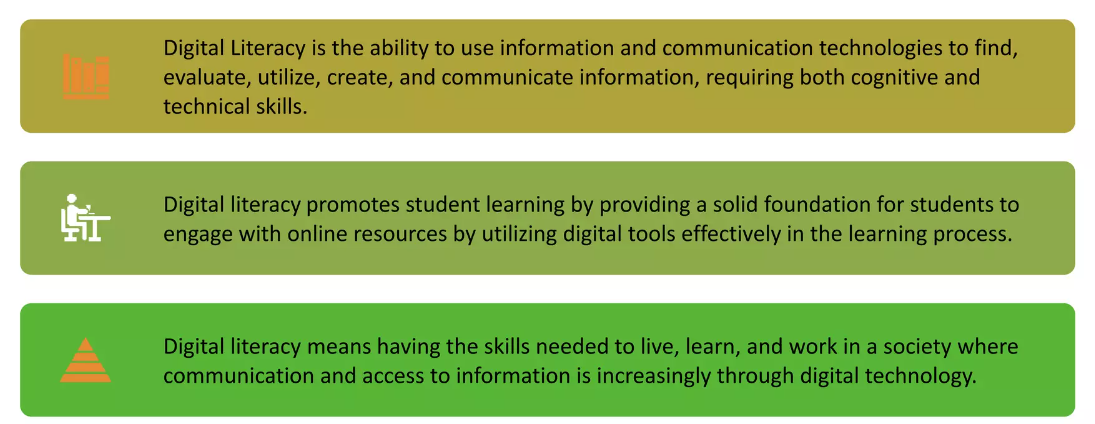 Digital Literacy is the ability to use information and communication technologies to find,
evaluate, utilize, create, and communicate information, requiring both cognitive and
technical skills.
Digital literacy promotes student learning by providing a solid foundation for students to
engage with online resources by utilizing digital tools effectively in the learning process.
Digital literacy means having the skills needed to live, learn, and work in a society where
communication and access to information is increasingly through digital technology.